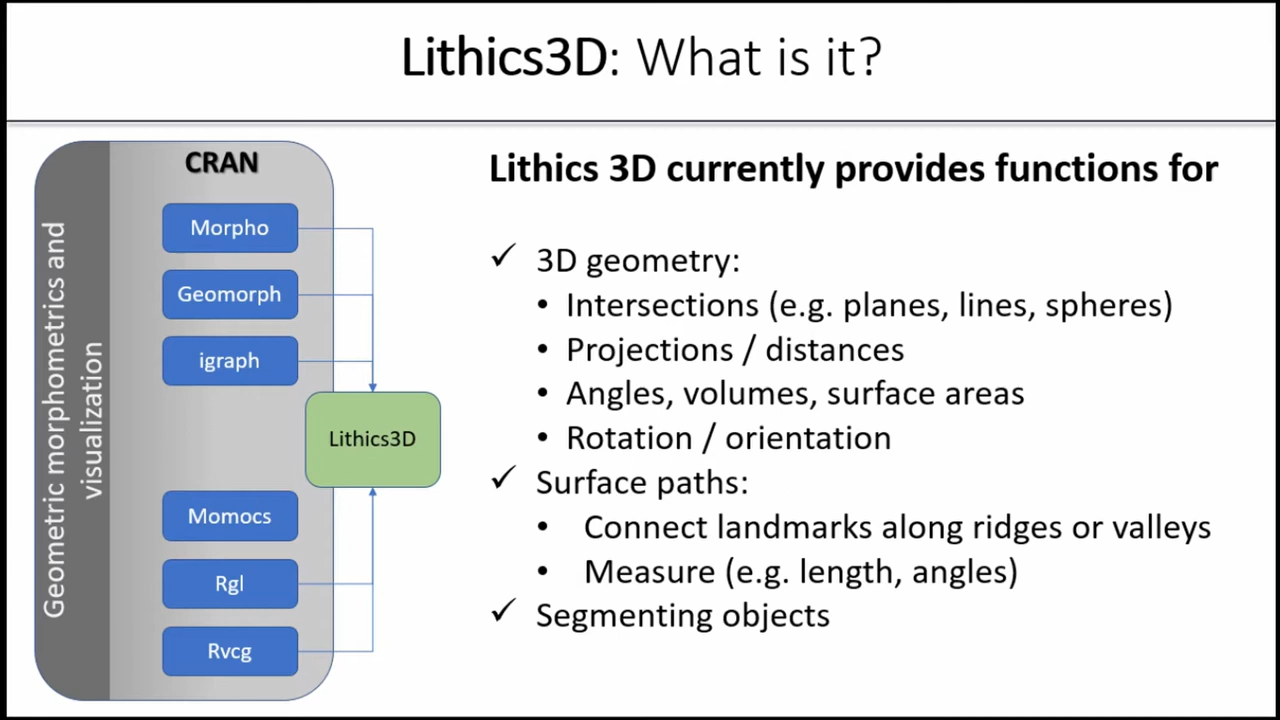 Lithics3D: What is it?
Geometric morphometrics and
visualization
CRAN
Morpho
Geomorph
igraph
Lithics3D
Momocs
Rgl
Rvcg
Lithics 3D currently provides functions for
✓ 3D geometry:
• Intersections (e.g. planes, lines, spheres)
• Projections / distances
• Angles, volumes, surface areas
• Rotation / orientation
✓ Surface paths:
• Connect landmarks along ridges or valleys
• Measure (e.g. length, angles)
✓ Segmenting objects